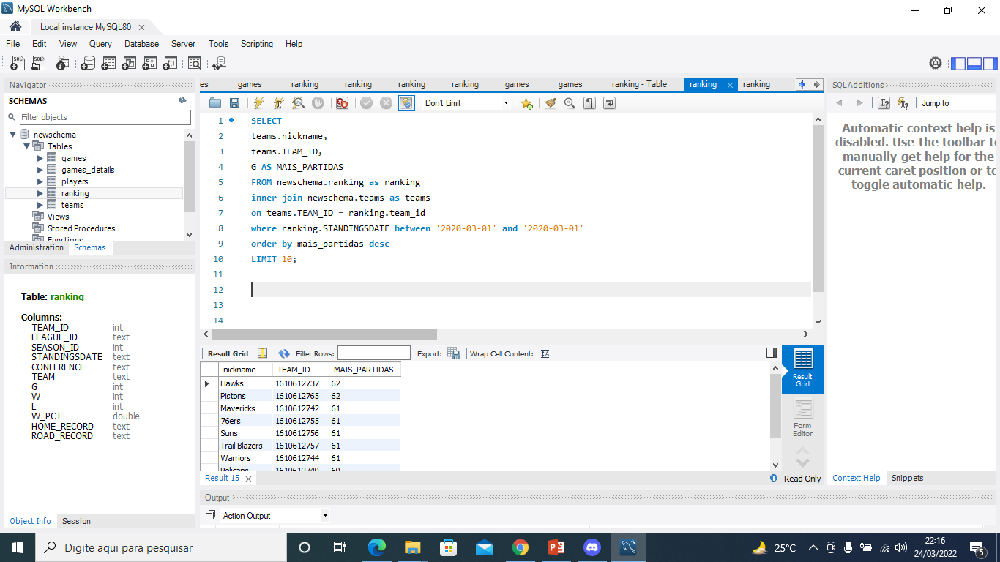 MySQL Workbench
Local instance MySQL80
File Edit View Query Database Server Tools Scripting Help
Navigator
SCHEMAS
Filter objects
newschema
Tables
games
games_details
players
ranking
teams
Views
Stored Procedures
Functions
Administration Schemas
Information
Table: ranking
Columns:
TEAM_ID int
LEAGUE_ID text
SEASON_ID int
STANDINGSDATE text
CONFERENCE text
TEAM text
G int
W int
L int
W_PCT double
HOME_RECORD text
ROAD_RECORD text
Object Info Session
es games ranking ranking ranking ranking games games ranking - Table ranking ranking
Don't Limit
1 SELECT
2 teams.nickname,
3 teams.TEAM_ID,
4 G AS MAIS_PARTIDAS
5 FROM newschema.ranking as ranking
6 inner join newschema.teams as teams
7 on teams.TEAM_ID = ranking.team_id
8 where ranking.STANDINGSDATE between '2020-03-01' and '2020-03-01'
9 order by mais_partidas desc
10 LIMIT 10;
11
12
13
14
Result Grid Filter Rows: Export: Wrap Cell Content:
nickname TEAM_ID MAIS_PARTIDAS
Hawks 1610612737 62
Pistons 1610612765 62
Mavericks 1610612742 61
76ers 1610612755 61
Suns 1610612756 61
Trail Blazers 1610612757 61
Warriors 1610612744 61
Pelicans 1610612740 60
Result Grid
Form Editor
Result 15
Read Only
Output
Action Output
SQLAdditions
Jump to
Automatic context help is
disabled. Use the toolbar to
manually get help for the
current caret position or to
toggle automatic help.
Context Help Snippets
Digite aqui para pesquisar
25°C
22:16
24/03/2022
5